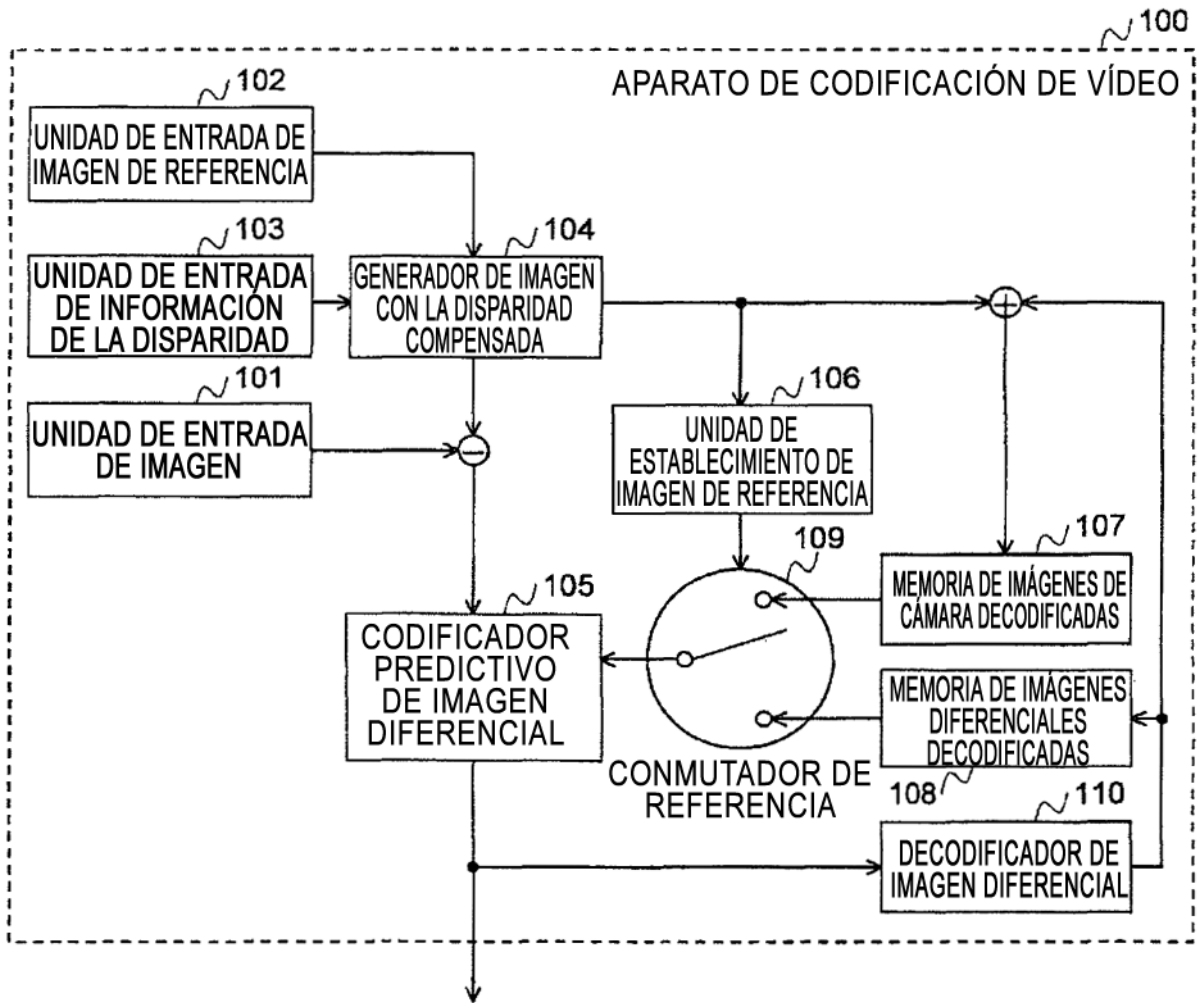 100
APARATO DE CODIFICACIÓN DE VÍDEO
102
UNIDAD DE ENTRADA DE
IMAGEN DE REFERENCIA
103
UNIDAD DE ENTRADA
DE INFORMACIÓN
DE LA DISPARIDAD
104
GENERADOR DE IMAGEN
CON LA DISPARIDAD
COMPENSADA
+
101
UNIDAD DE ENTRADA
DE IMAGEN
−
106
UNIDAD DE
ESTABLECIMIENTO DE
IMAGEN DE REFERENCIA
109
107
MEMORIA DE IMÁGENES DE
CÁMARA DECODIFICADAS
105
CODIFICADOR
PREDICTIVO
DE IMAGEN
DIFERENCIAL
MEMORIA DE IMÁGENES
DIFERENCIALES
DECODIFICADAS
108
CONMUTADOR DE
REFERENCIA
110
DECODIFICADOR DE
IMAGEN DIFERENCIAL